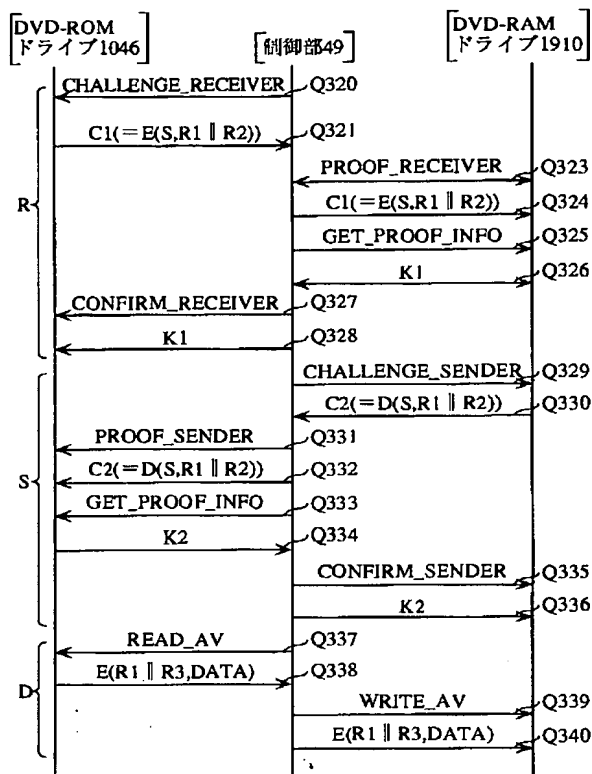 DVD-ROM
ドライブ1046
制御部49
DVD-RAM
ドライブ1910
CHALLENGE_RECEIVER Q320
C1(=E(S,R1 ∥ R2)) Q321
PROOF_RECEIVER Q323
C1(=E(S,R1 ∥ R2)) Q324
GET_PROOF_INFO Q325
K1 Q326
R
CONFIRM_RECEIVER Q327
K1 Q328
CHALLENGE_SENDER Q329
C2(=D(S,R1 ∥ R2)) Q330
PROOF_SENDER Q331
C2(=D(S,R1 ∥ R2)) Q332
S
GET_PROOF_INFO Q333
K2 Q334
CONFIRM_SENDER Q335
K2 Q336
READ_AV Q337
E(R1 ∥ R3,DATA) Q338
D
WRITE_AV Q339
E(R1 ∥ R3,DATA) Q340